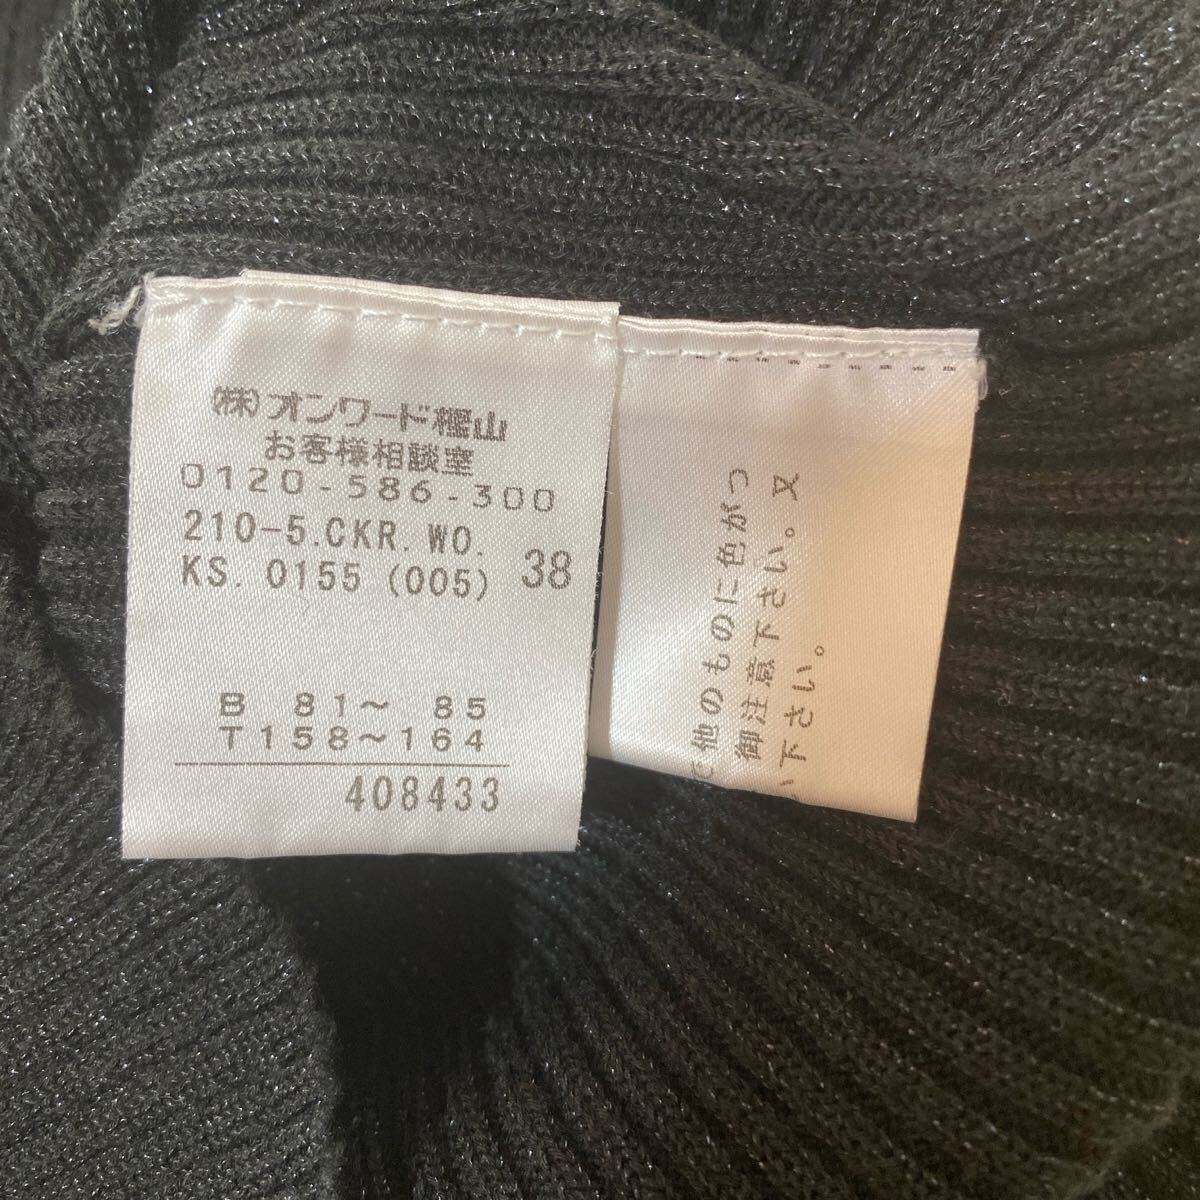 ㈱オンワード樫山
お客様相談室
0120-586-300
210-5.CKR. WO.
KS. 0155 (005) 38
B 81～ 85
T158～164
408433
で他のものに色がつ
御注意下さい。又
い下さい。